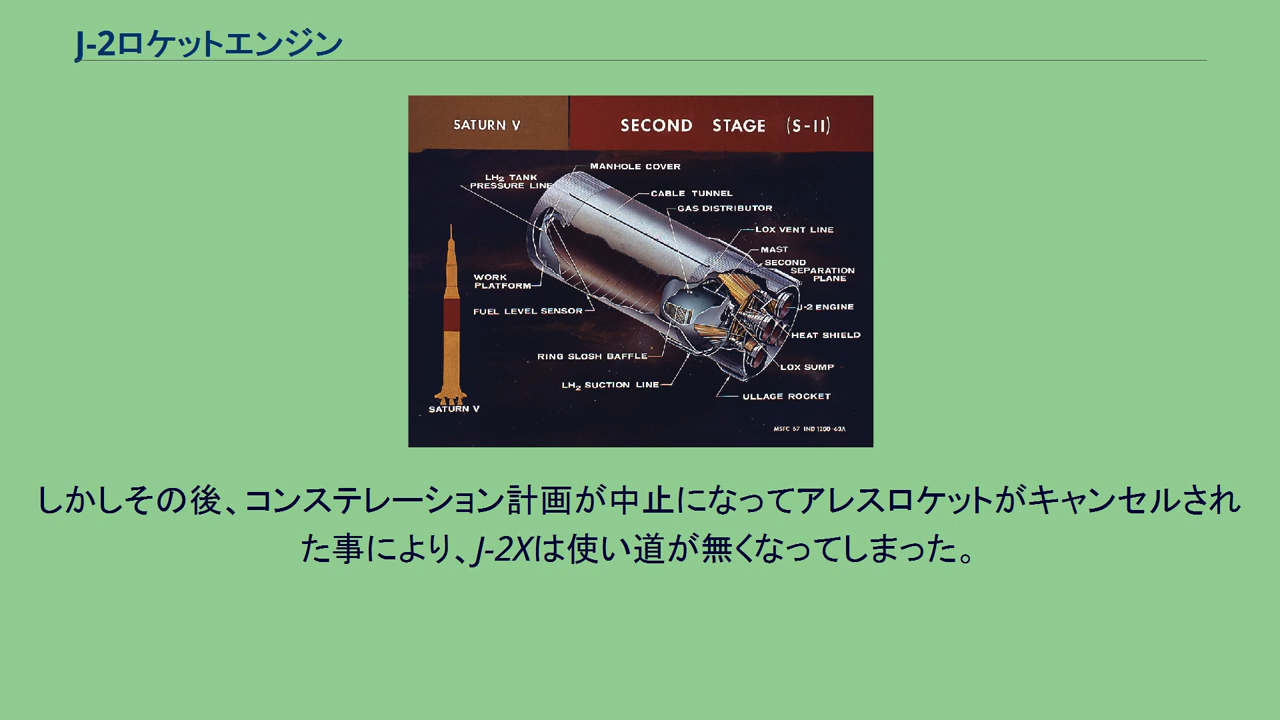 J-2ロケットエンジン
SATURN V
SECOND STAGE (S-II)
MANHOLE COVER
LH2 TANK
PRESSURE LINE
CABLE TUNNEL
GAS DISTRIBUTOR
LOX VENT LINE
MAST
SECOND
SEPARATION
PLANE
WORK
PLATFORM
J-2 ENGINE
FUEL LEVEL SENSOR
HEAT SHIELD
RING SLOSH BAFFLE
LOX SUMP
LH2 SUCTION LINE
ULLAGE ROCKET
SATURN V
MSFC 67 IND 1200-62A
しかしその後、コンステレーション計画が中止になってアレスロケットがキャンセルされ
た事により、J-2Xは使い道が無くなってしまった。